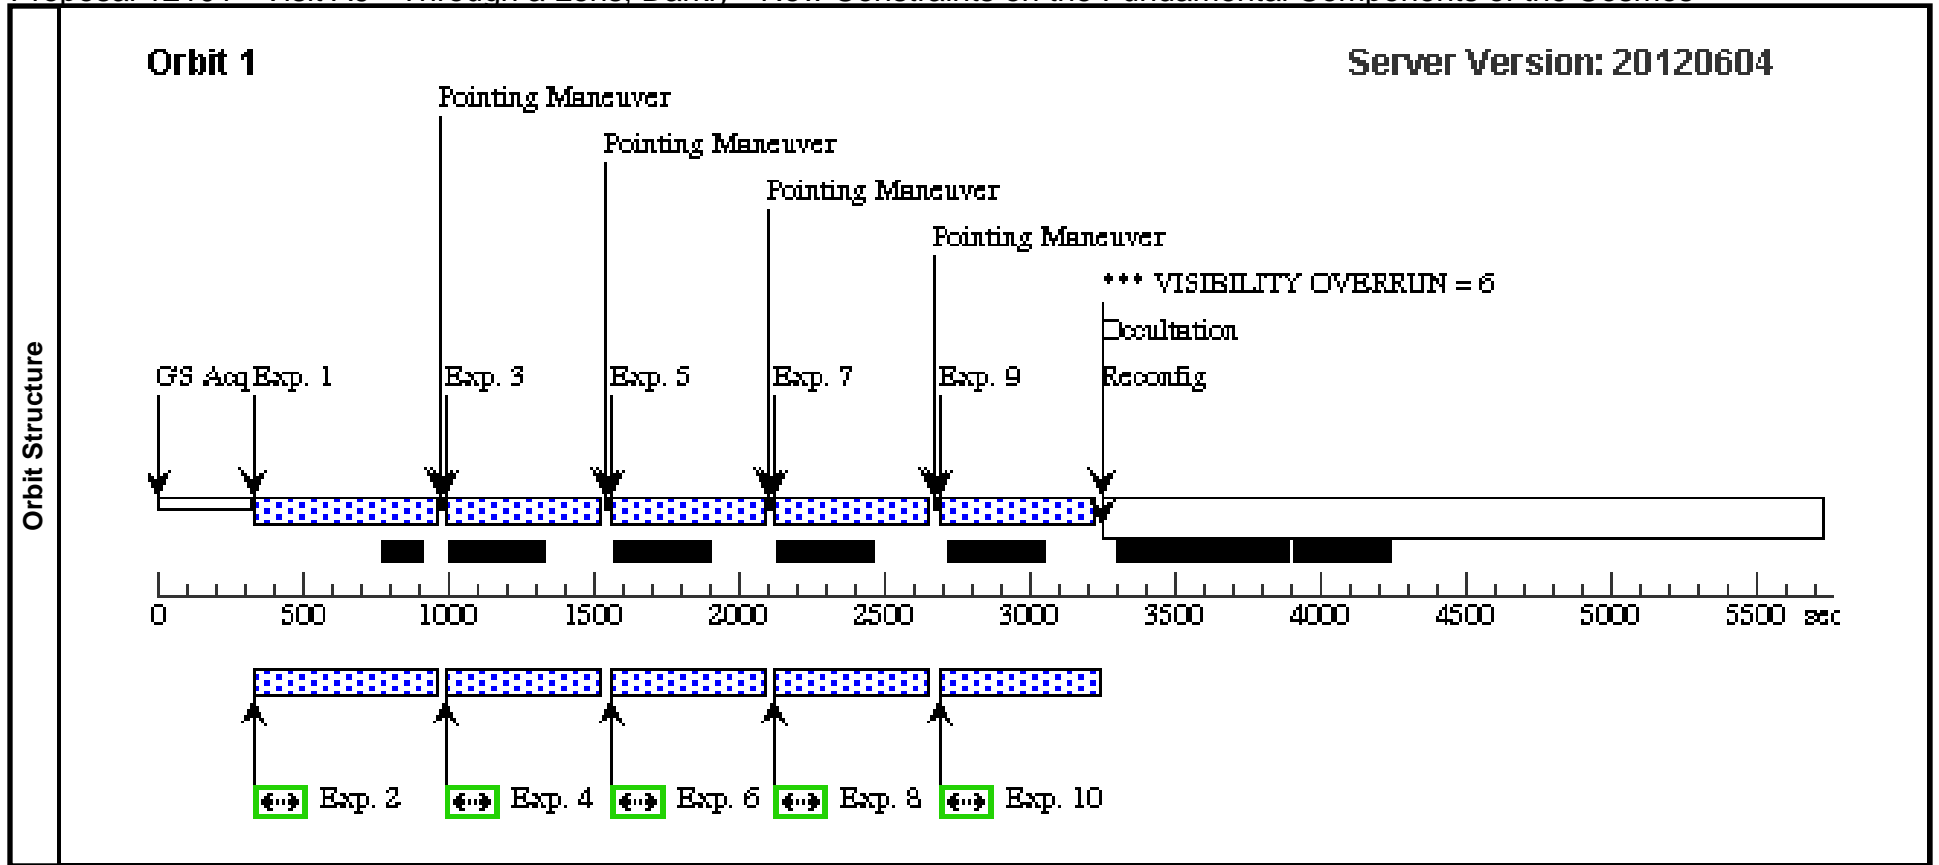 Orbit 1
Server Version: 20120604
Pointing Maneuver
Pointing Maneuver
Pointing Maneuver
Pointing Maneuver
*** VISIBILITY OVERRUN = 6
Occultation
GS Acq Exp. 1 Exp. 3 Exp. 5 Exp. 7 Exp. 9 Reconfig
Orbit Structure
0 500 1000 1500 2000 2500 3000 3500 4000 4500 5000 5500 sec
Exp. 2 Exp. 4 Exp. 6 Exp. 8 Exp. 10